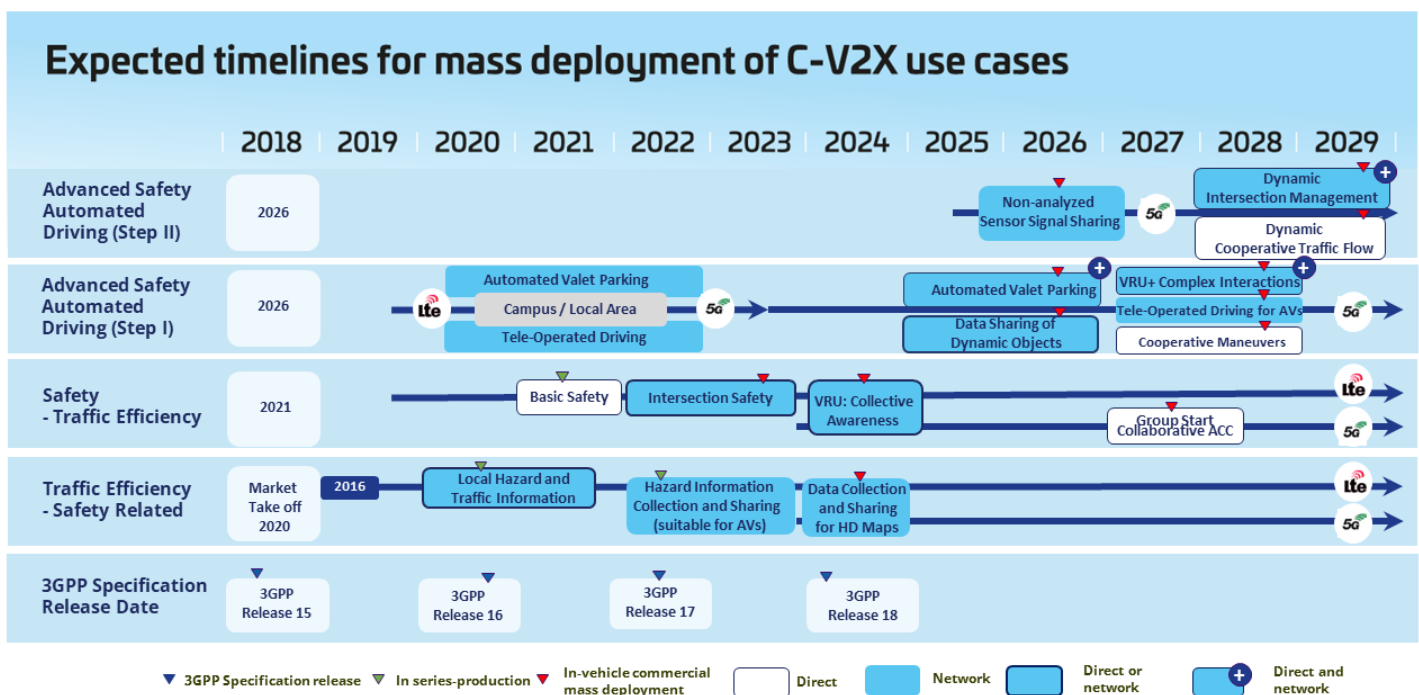 Expected timelines for mass deployment of C-V2X use cases
2018 2019 2020 2021 2022 2023 2024 2025 2026 2027 2028 2029
Advanced Safety
Automated
Driving (Step II)
2026
Non-analyzed
Sensor Signal Sharing
5G
Dynamic
Intersection Management
+
Dynamic
Cooperative Traffic Flow
Advanced Safety
Automated
Driving (Step I)
2026
Lte
Automated Valet Parking
Campus / Local Area
Tele-Operated Driving
5G
Automated Valet Parking
+
Data Sharing of
Dynamic Objects
VRU+ Complex Interactions
+
Tele-Operated Driving for AVs
Cooperative Maneuvers
5G
Safety
- Traffic Efficiency
2021
Basic Safety
Intersection Safety
VRU: Collective
Awareness
Group Start
Collaborative ACC
Lte
5G
Traffic Efficiency
- Safety Related
Market
Take off
2020
2016
Local Hazard and
Traffic Information
Hazard Information
Collection and Sharing
(suitable for AVs)
Data Collection
and Sharing
for HD Maps
Lte
5G
3GPP Specification
Release Date
3GPP
Release 15
3GPP
Release 16
3GPP
Release 17
3GPP
Release 18
3GPP Specification release
In series-production
In-vehicle commercial
mass deployment
Direct
Network
Direct or
network
+
Direct and
network